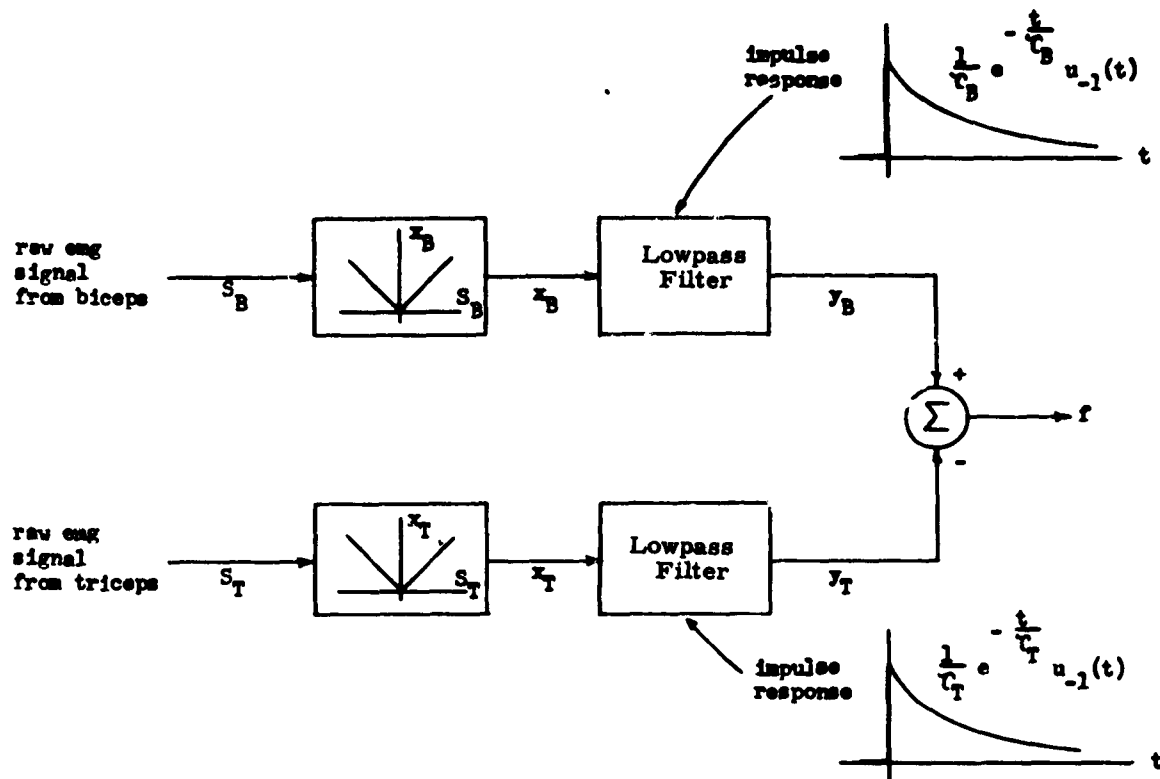 impulse
response
1/τ_B e^(-t/τ_B) u_-1(t)
t
raw emg
signal
from biceps
S_B
x_B
S_B
x_B
Lowpass
Filter
y_B
+
Σ
f
-
raw emg
signal
from triceps
S_T
x_T
S_T
x_T
Lowpass
Filter
y_T
impulse
response
1/τ_T e^(-t/τ_T) u_-1(t)
t